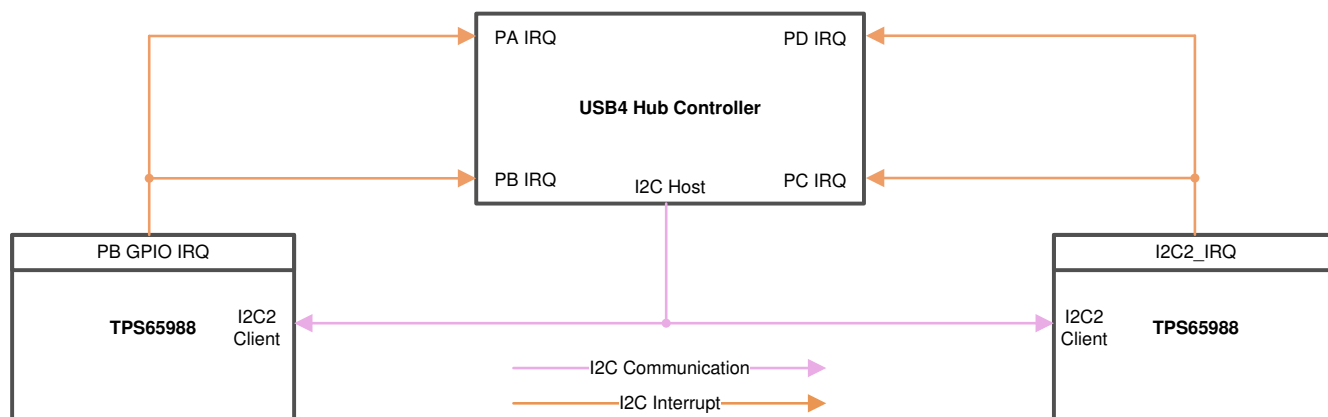 PA IRQ
PD IRQ
USB4 Hub Controller
PB IRQ
I2C Host
PC IRQ
PB GPIO IRQ
I2C2_IRQ
TPS65988
I2C2
Client
I2C2
Client
TPS65988
I2C Communication
I2C Interrupt